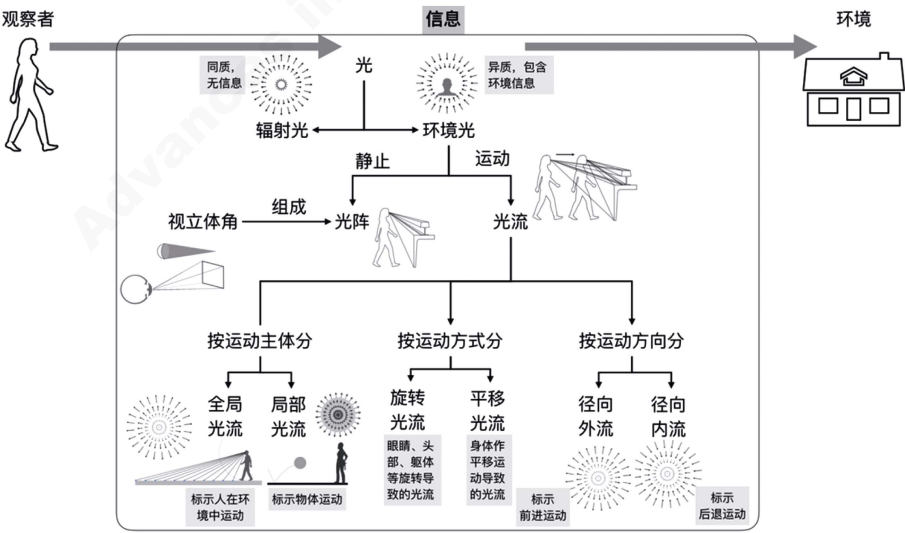 观察者
信息
环境
同质，
无信息
光
异质，包含
环境信息
辐射光
环境光
静止
运动
视立体角
组成
光阵
光流
按运动主体分
按运动方式分
按运动方向分
全局
光流
局部
光流
旋转
光流
平移
光流
径向
外流
径向
内流
标示人在环
境中运动
标示物体运动
眼睛、头
部、躯体
等旋转导
致的光流
身体作
平移运
动导致
的光流
标示
前进运动
标示
后退运动